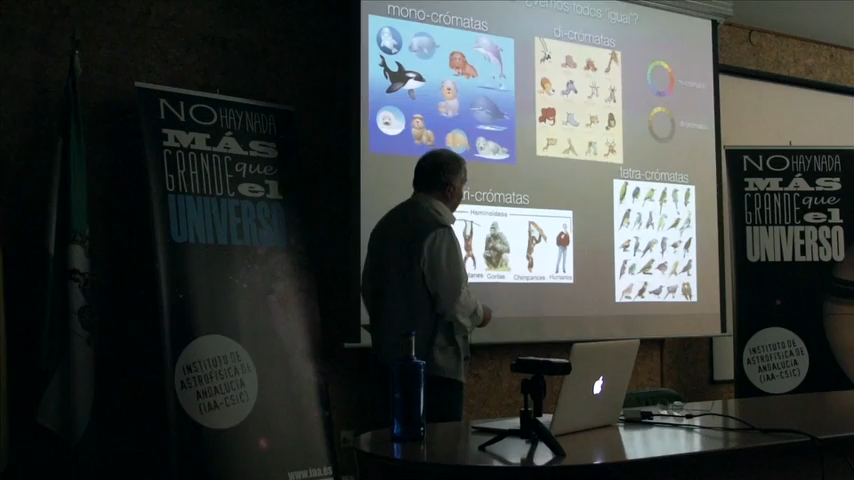 NO HAY NADA
MÁS
GRANDE que
el
UNIVERSO
INSTITUTO DE
ASTROFÍSICA DE
ANDALUCÍA
(IAA-CSIC)
www.iaa.es
¿vemos todos "igual"?
mono-crómatas
di-crómatas
tri-crómatas
Hominoideos
Gorilas
Chimpancés
Humanos
tetra-crómatas
NO HAY NADA
MÁS
GRANDE que
el
UNIVERSO
INSTITUTO DE
ASTROFÍSICA DE
ANDALUCÍA
(IAA-CSIC)